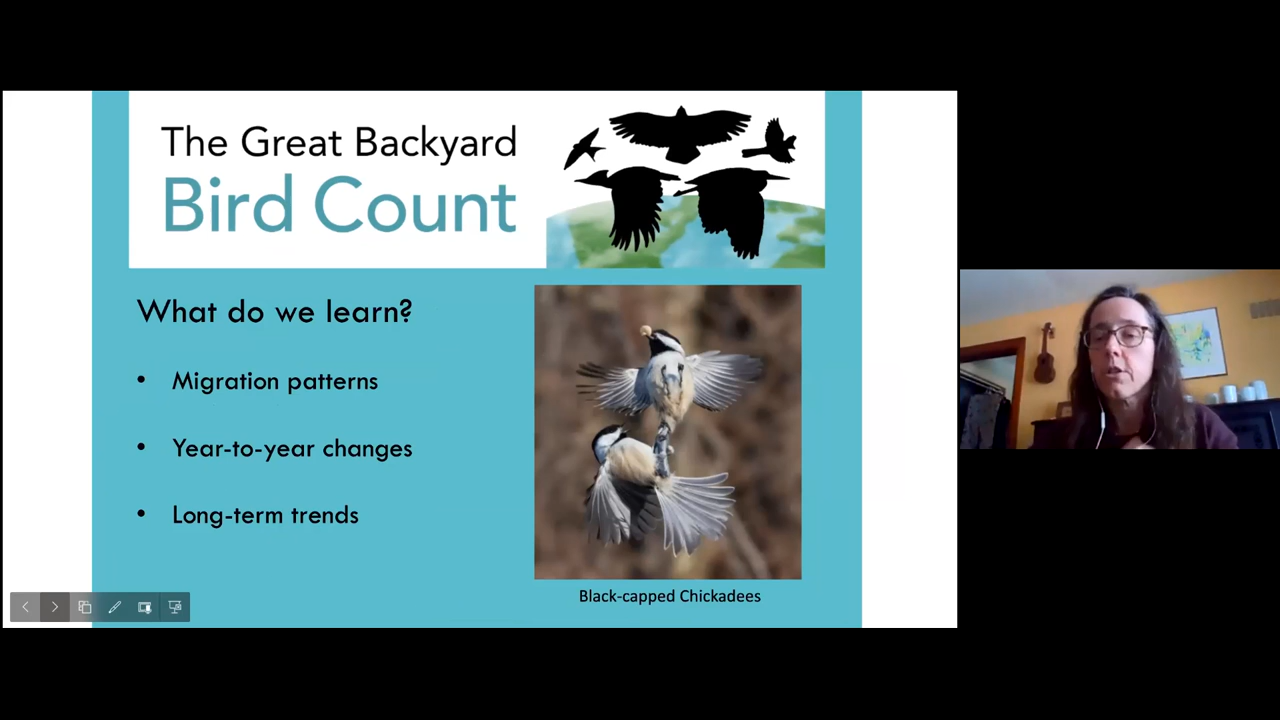 The Great Backyard
Bird Count
What do we learn?
• Migration patterns
• Year-to-year changes
• Long-term trends
Black-capped Chickadees